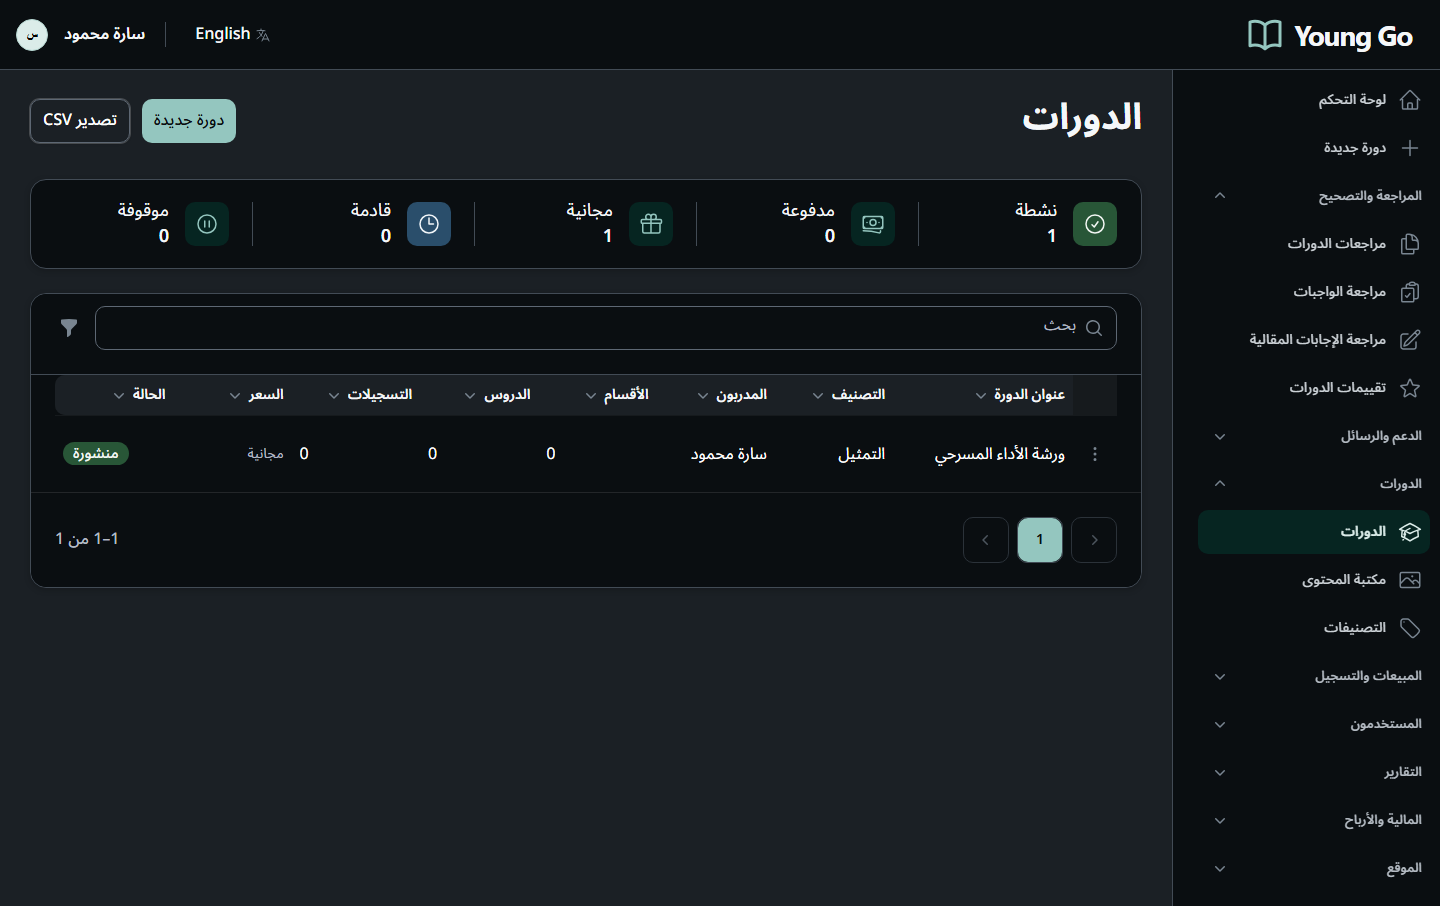 Young Go
English
سارة محمود
س
لوحة التحكم
دورة جديدة
المراجعة والتصحيح
مراجعات الدورات
مراجعة الواجبات
مراجعة الإجابات المقالية
تقييمات الدورات
الدعم والرسائل
الدورات
الدورات
مكتبة المحتوى
التصنيفات
المبيعات والتسجيل
المستخدمون
التقارير
المالية والأرباح
الموقع
الدورات
دورة جديدة
تصدير CSV
نشطة
1
مدفوعة
0
مجانية
1
قادمة
0
موقوفة
0
بحث
عنوان الدورة التصنيف المدربون الأقسام الدروس التسجيلات السعر الحالة
ورشة الأداء المسرحي التمثيل سارة محمود 0 0 0 مجانية منشورة
1
1–1 من 1